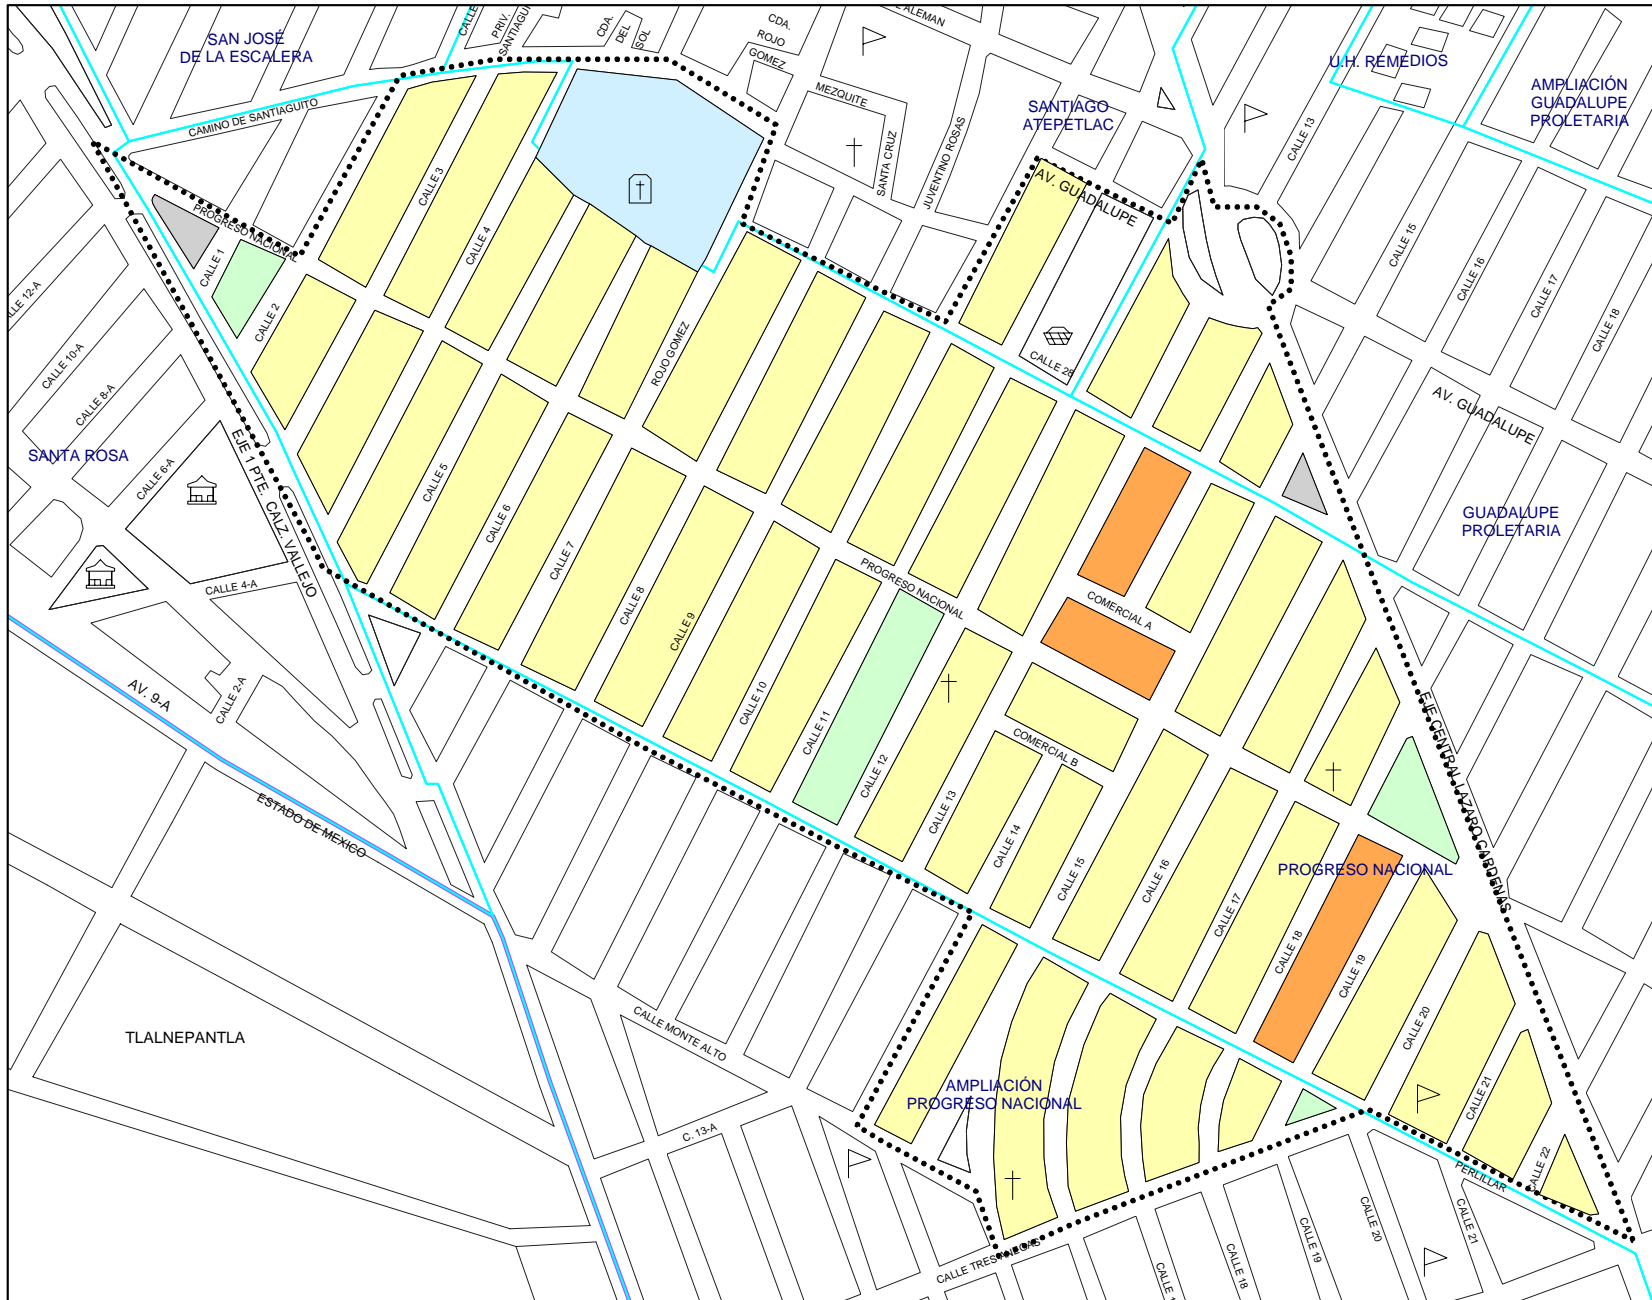 SAN JOSÉ
DE LA ESCALERA
PRIV.
SANTIAGUI
CDA.
DEL
SOL
CDA.
ROJO
GOMEZ
ALEMAN
MEZQUITE
SANTA CRUZ
JUVENTINO ROSAS
SANTIAGO
ATEPETLAC
U.H. REMEDIOS
AMPLIACIÓN
GUADALUPE
PROLETARIA
CALLE 13
CAMINO DE SANTIAGUITO
CALLE 3
CALLE 4
PROGRESO NACIONAL
CALLE 1
CALLE 2
AV. GUADALUPE
CALLE 15
CALLE 16
CALLE 17
CALLE 18
CALLE 28
ROJO GOMEZ
LLE 12-A
CALLE 10-A
CALLE 8-A
CALLE 6-A
SANTA ROSA
EJE 1 PTE. CALZ. VALLEJO
CALLE 4-A
AV. GUADALUPE
GUADALUPE
PROLETARIA
CALLE 5
CALLE 6
CALLE 7
CALLE 8
CALLE 9
CALLE 10
CALLE 11
CALLE 12
PROGRESO NACIONAL
COMERCIAL A
COMERCIAL B
CALLE 13
CALLE 14
CALLE 15
CALLE 16
CALLE 17
CALLE 18
CALLE 19
CALLE 20
CALLE 21
CALLE 22
PROGRESO NACIONAL
EJE CENTRAL LAZARO CARDENAS
AV. 9-A
CALLE 2-A
ESTADO DE MEXICO
TLALNEPANTLA
CALLE MONTE ALTO
C. 13-A
AMPLIACIÓN
PROGRESO NACIONAL
PERLILLAR
CALLE TRES ANEGAS
CALLE 18
CALLE 19
CALLE 20
CALLE 21